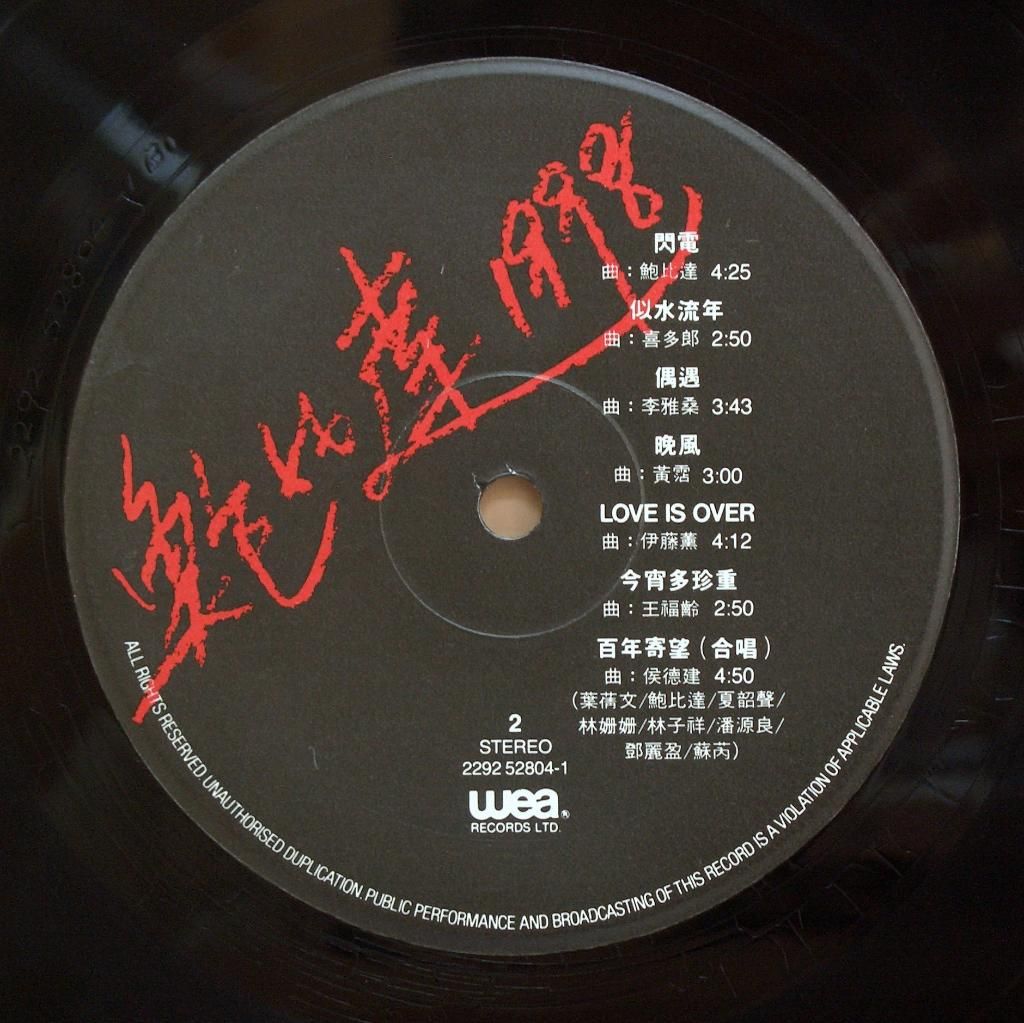 鮑比達 1998
閃電
曲：鮑比達 4:25
似水流年
曲：喜多郎 2:50
偶遇
曲：李雅桑 3:43
晚風
曲：黃霑 3:00
LOVE IS OVER
曲：伊藤薰 4:12
今宵多珍重
曲：王福齡 2:50
百年寄望（合唱）
曲：侯德建 4:50
（葉蒨文/鮑比達/夏韶聲/
林姗姗/林子祥/潘源良/
鄧麗盈/蘇芮）
2
STEREO
2292 52804-1
wea®
RECORDS LTD.
ALL RIGHTS RESERVED. UNAUTHORISED DUPLICATION. PUBLIC PERFORMANCE AND BROADCASTING OF THIS RECORD IS A VIOLATION OF APPLICABLE LAWS.